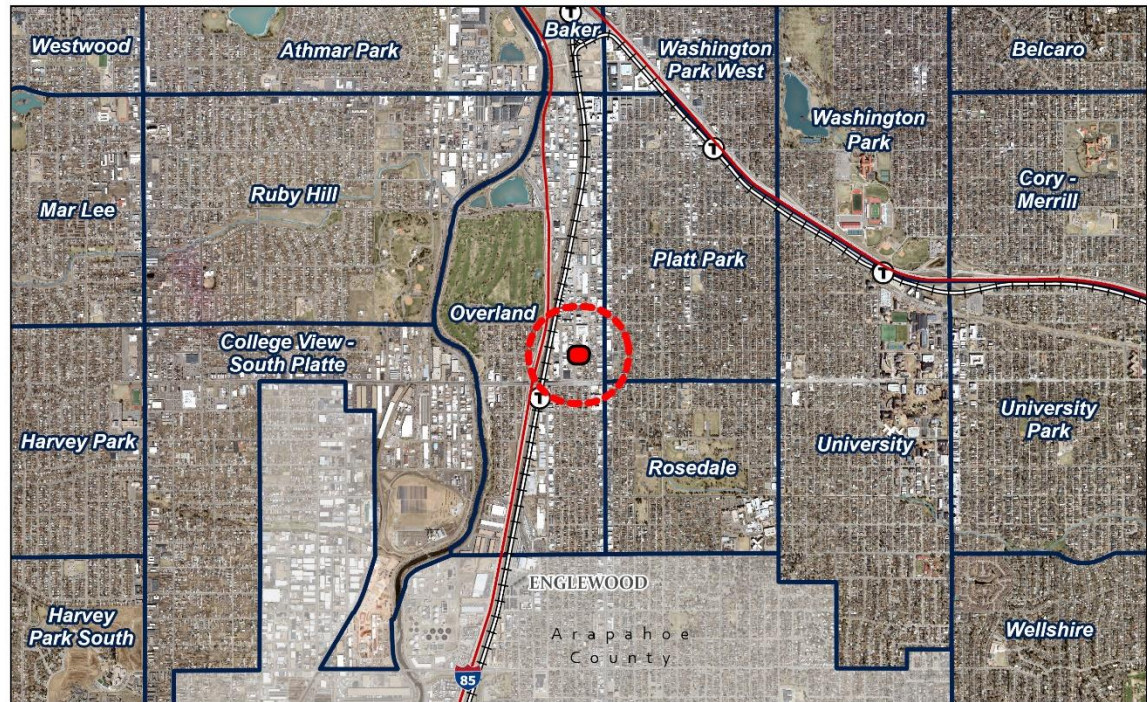 Westwood
Athmar Park
Baker
Washington
Park West
Belcaro
Washington
Park
Mar Lee
Ruby Hill
Cory -
Merrill
Platt Park
Overland
College View -
South Platte
Harvey Park
Rosedale
University
University
Park
ENGLEWOOD
Harvey
Park South
Arapahoe
County
Wellshire
85
T
T
T
T